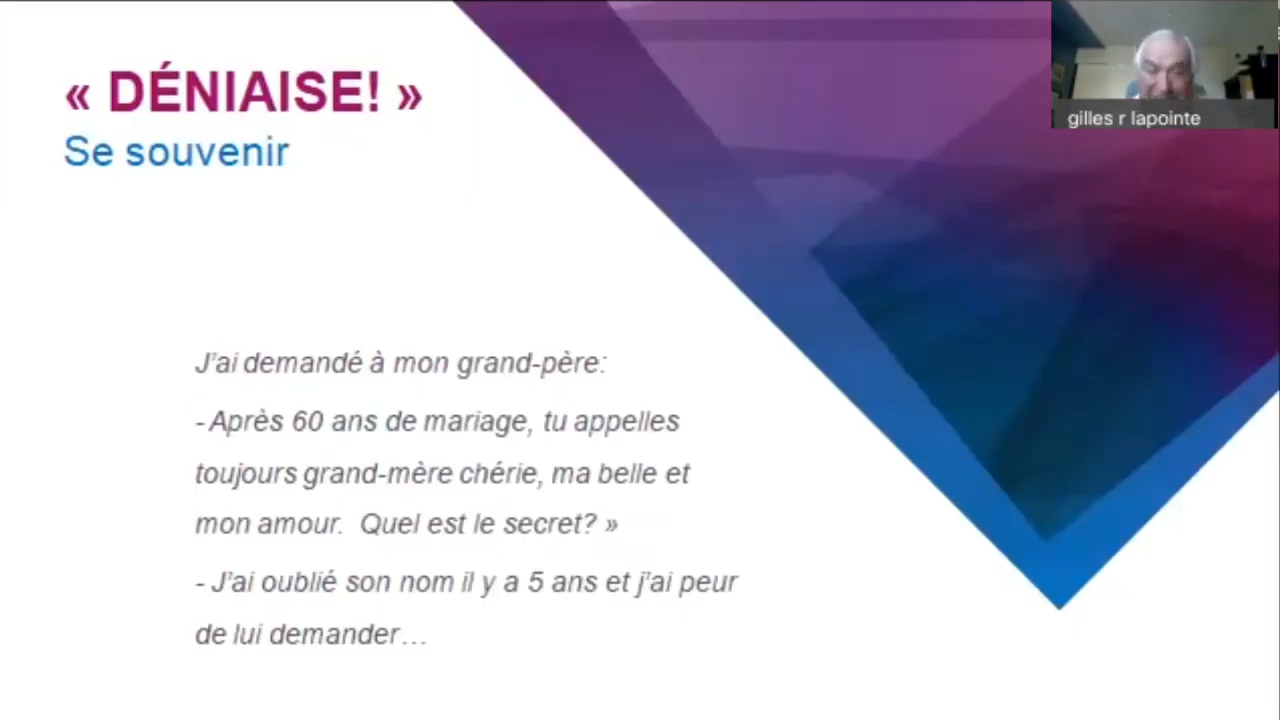 « DÉNIAISE! »
Se souvenir
gilles r lapointe
J'ai demandé à mon grand-père:
- Après 60 ans de mariage, tu appelles
toujours grand-mère chérie, ma belle et
mon amour.  Quel est le secret? »
- J'ai oublié son nom il y a 5 ans et j'ai peur
de lui demander…